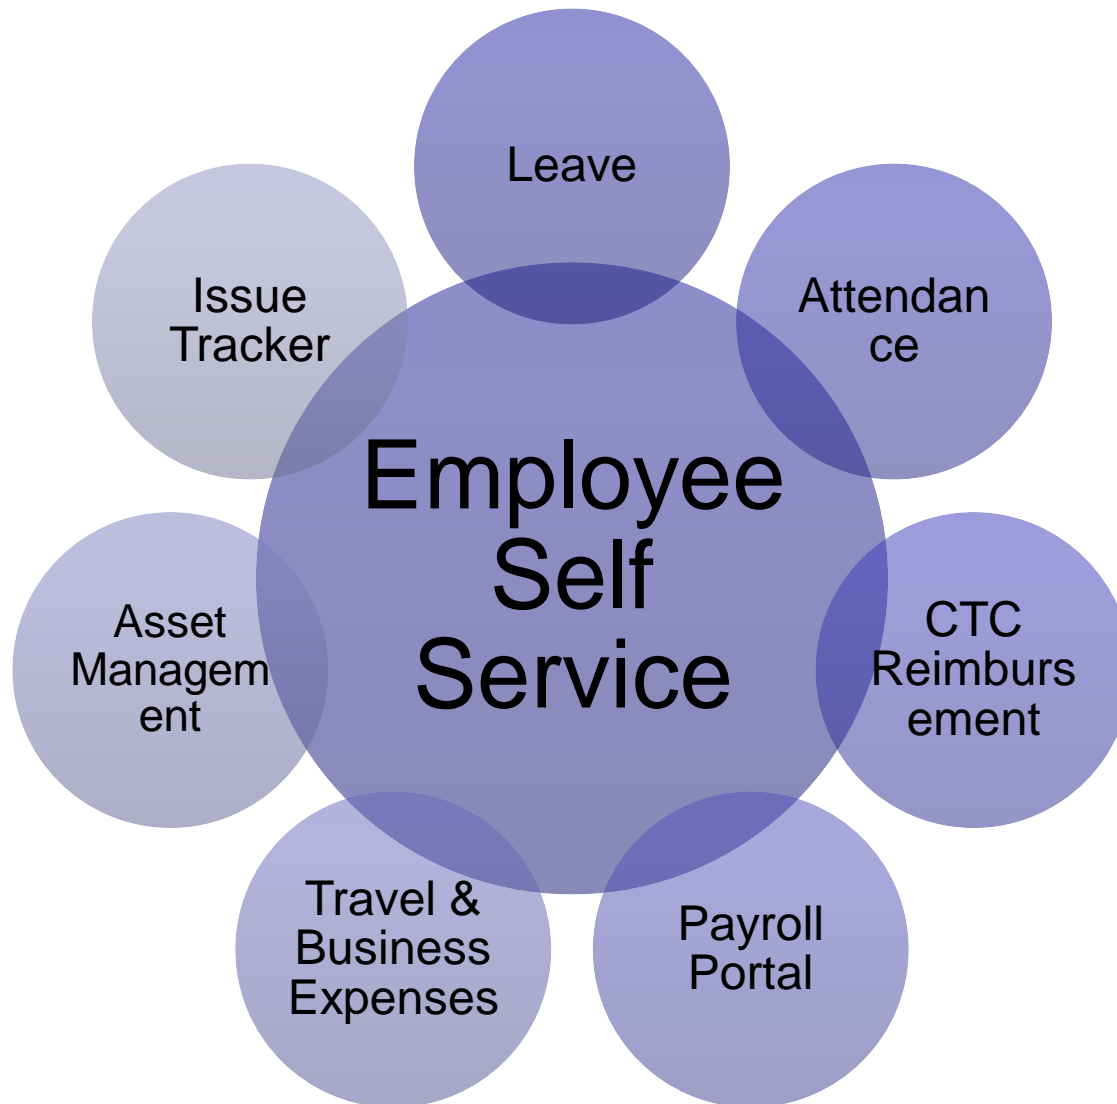 Leave
Attendan
ce
CTC
Reimburs
ement
Payroll
Portal
Travel &
Business
Expenses
Asset
Managem
ent
Issue
Tracker
Employee
Self
Service